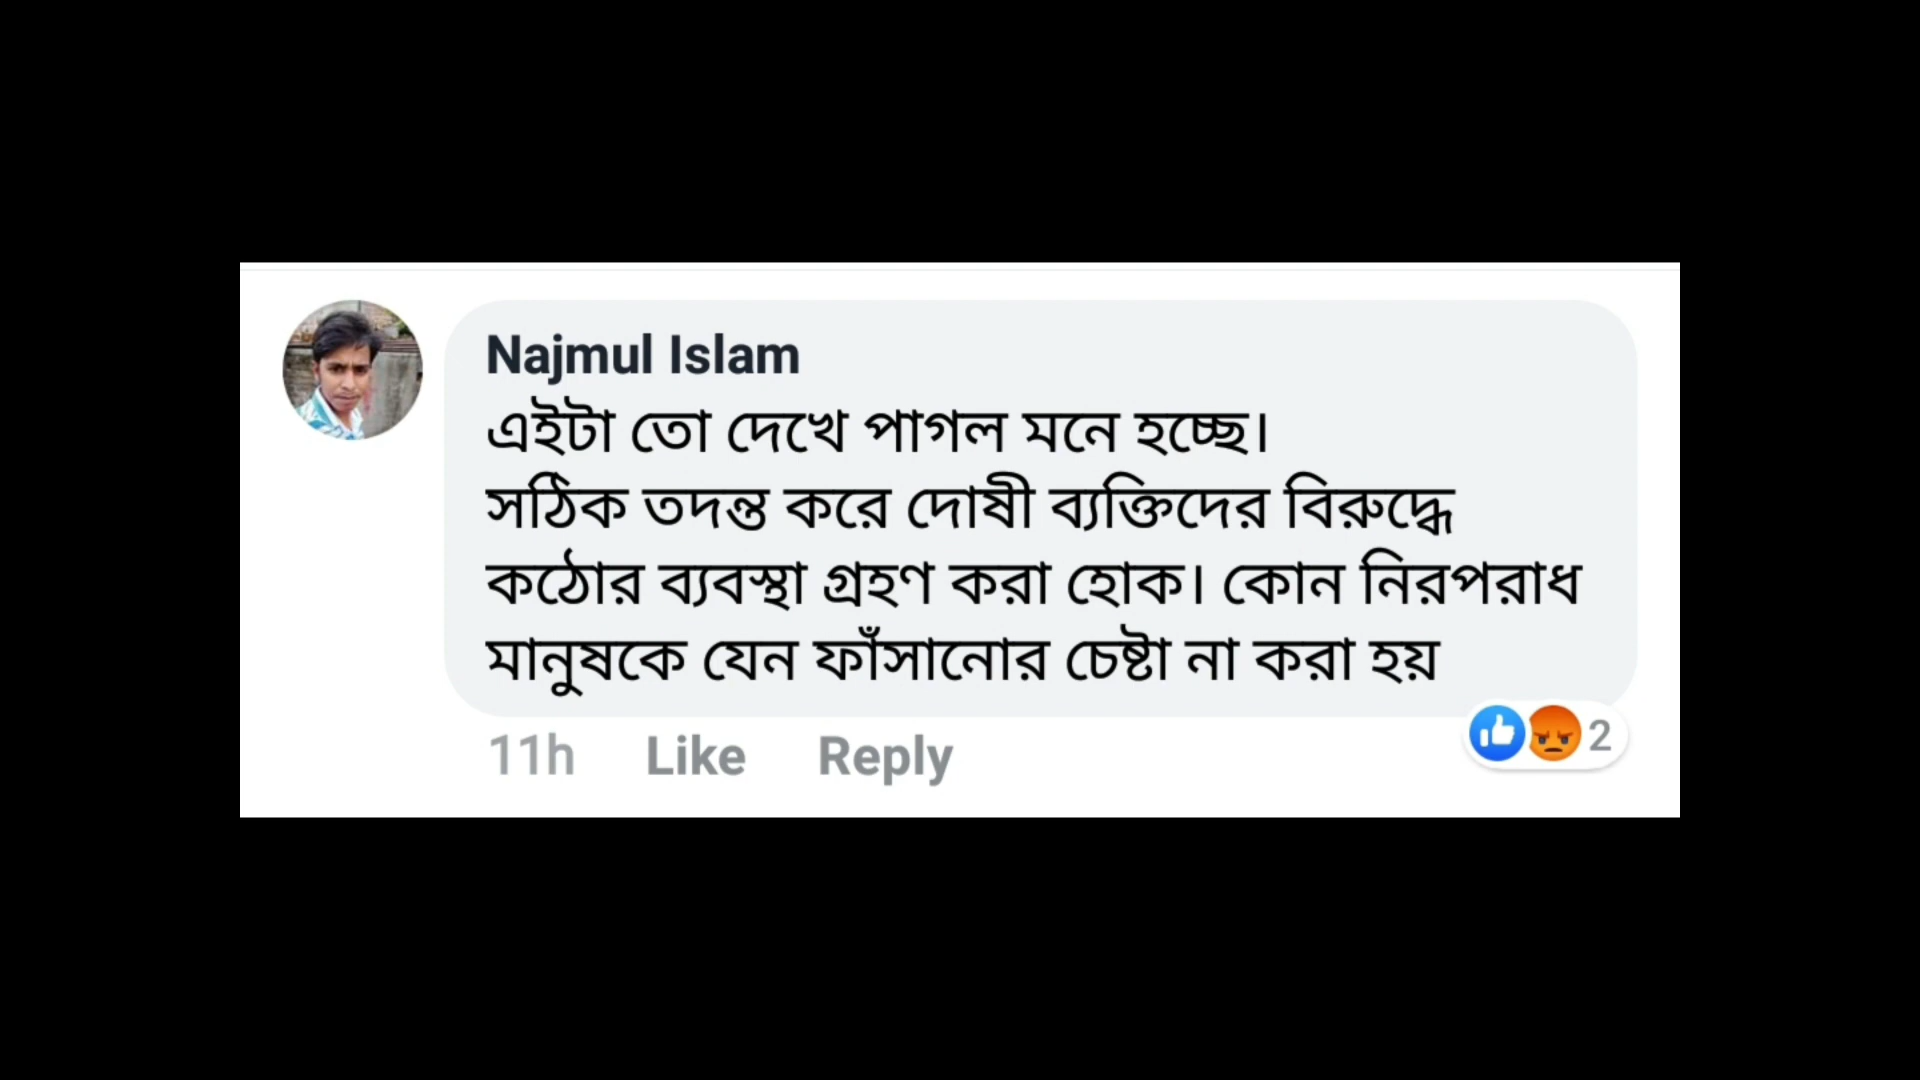 Najmul Islam
এইটা তো দেখে পাগল মনে হচ্ছে।
সঠিক তদন্ত করে দোষী ব্যক্তিদের বিরুদ্ধে
কঠোর ব্যবস্থা গ্রহণ করা হোক। কোন নিরপরাধ
মানুষকে যেন ফাঁসানোর চেষ্টা না করা হয়
11h Like Reply 2